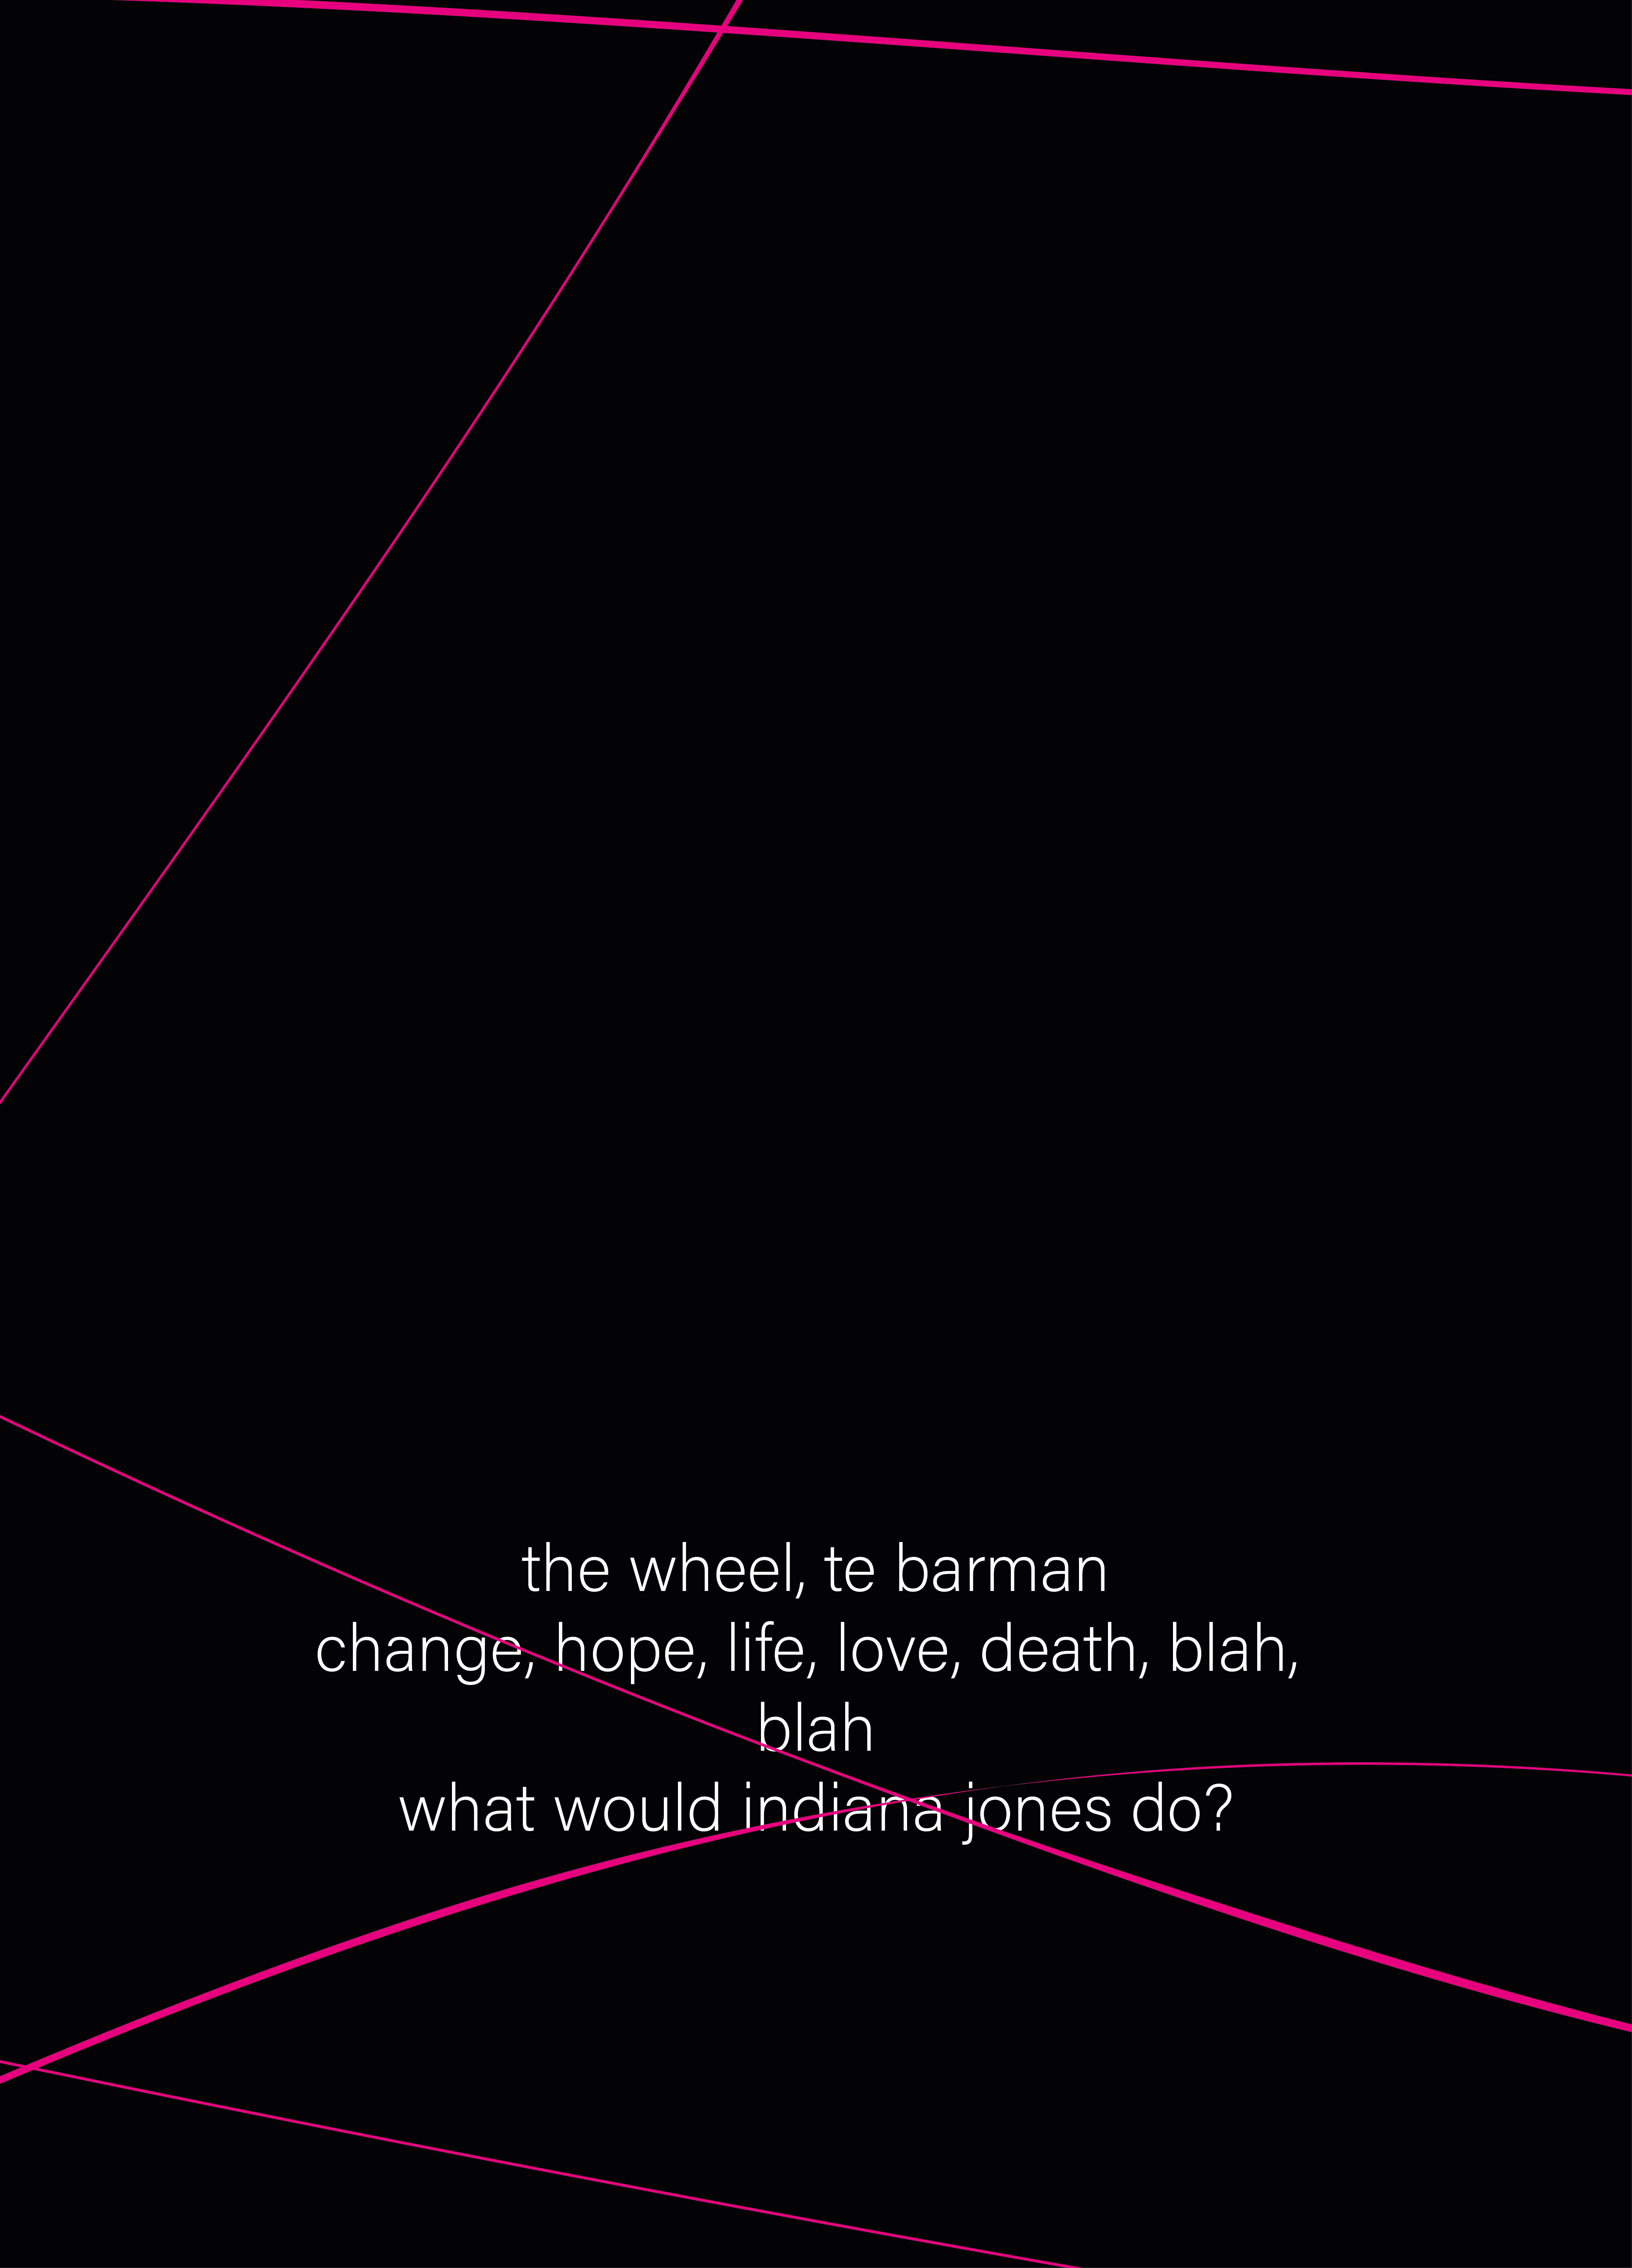 the wheel, te barman
change, hope, life, love, death, blah,
blah
what would indiana jones do?